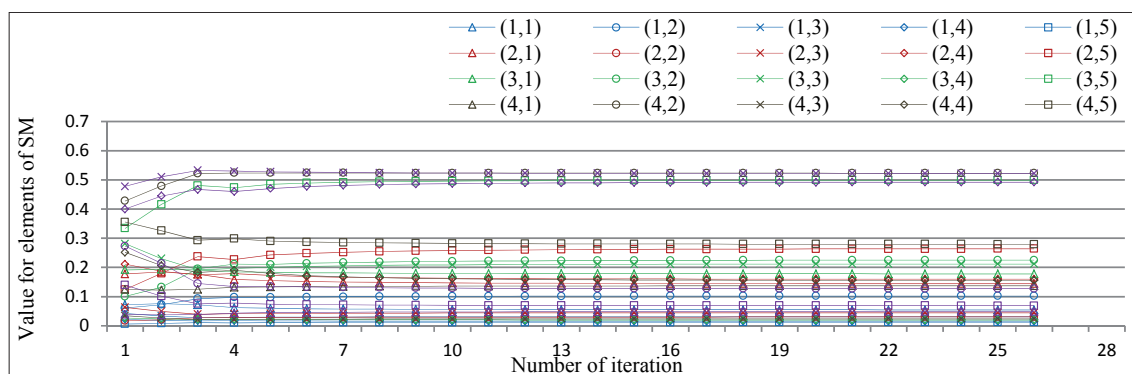 (1,1) (1,2) (1,3) (1,4) (1,5)
(2,1) (2,2) (2,3) (2,4) (2,5)
(3,1) (3,2) (3,3) (3,4) (3,5)
(4,1) (4,2) (4,3) (4,4) (4,5)
Value for elements of SM
0.7
0.6
0.5
0.4
0.3
0.2
0.1
0
1 4 7 10 13 16 19 22 25 28
Number of iteration